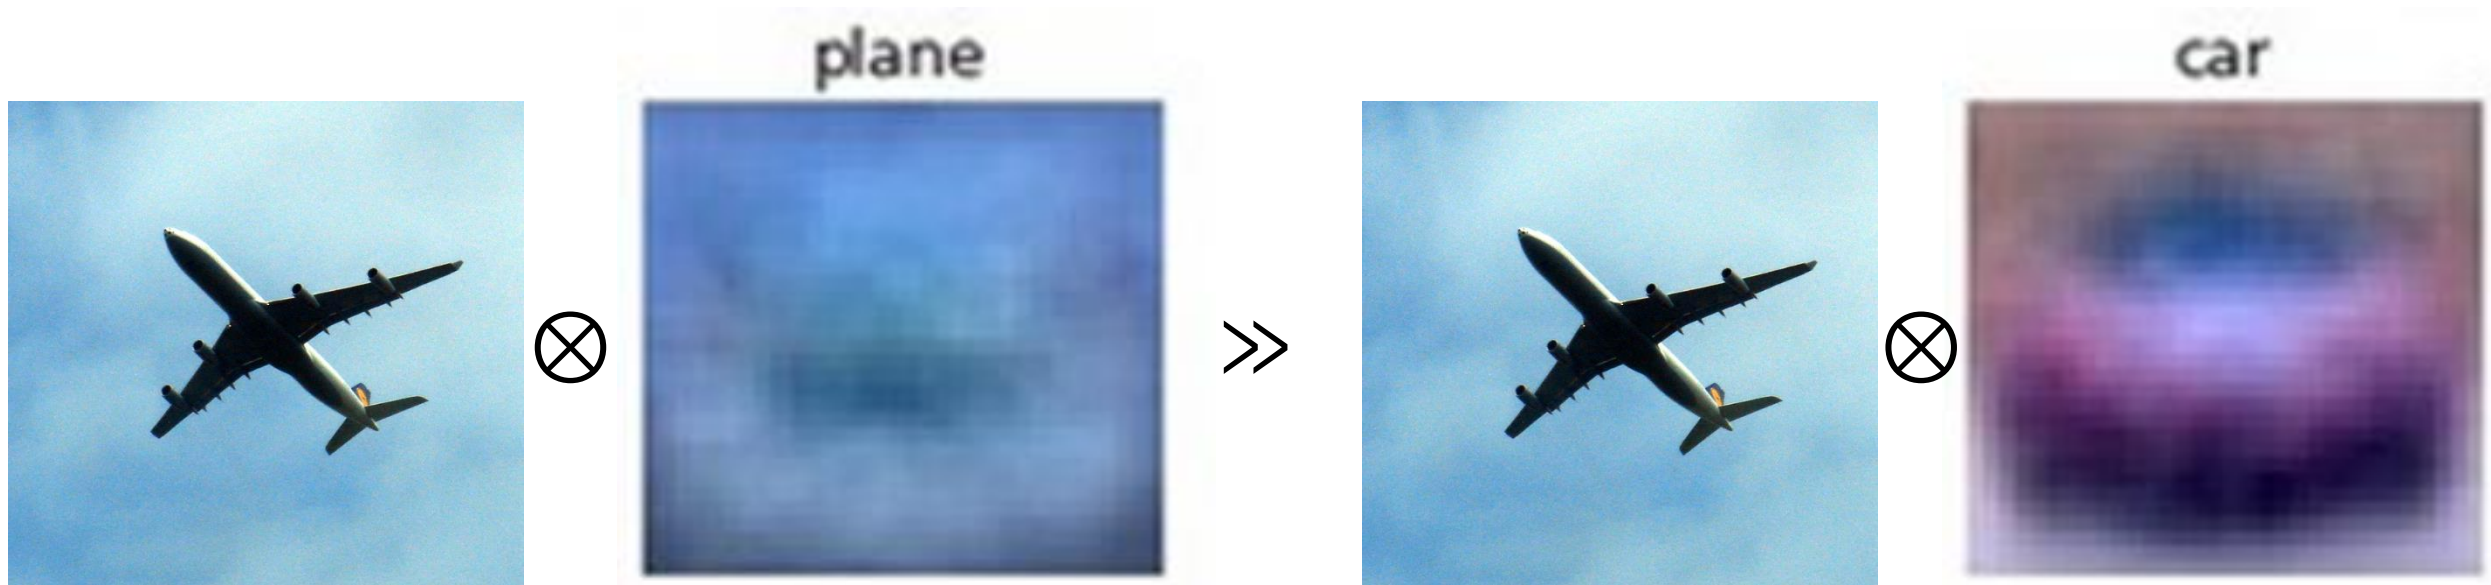 plane
car
⊗ ≫ ⊗